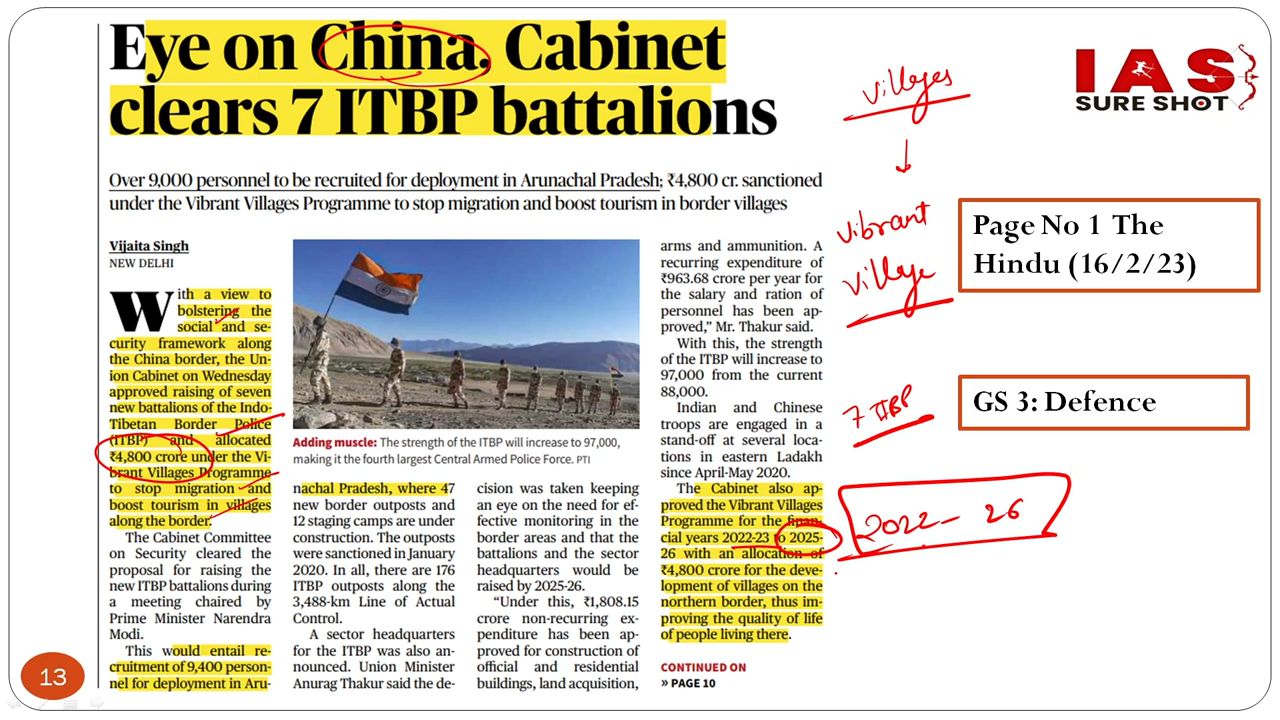 Eye on China, Cabinet
clears 7 ITBP battalions
Over 9,000 personnel to be recruited for deployment in Arunachal Pradesh; ₹4,800 cr. sanctioned
under the Vibrant Villages Programme to stop migration and boost tourism in border villages
Vijaita Singh
NEW DELHI
With a view to
bolstering the
social and se-
curity framework along
the China border, the Un-
ion Cabinet on Wednesday
approved raising of seven
new battalions of the Indo-
Tibetan Border Police
(ITBP) and allocated
₹4,800 crore under the Vi-
brant Villages Programme
to stop migration and
boost tourism in villages
along the border.
The Cabinet Committee
on Security cleared the
proposal for raising the
new ITBP battalions during
a meeting chaired by
Prime Minister Narendra
Modi.
This would entail re-
cruitment of 9,400 person-
nel for deployment in Aru-
Adding muscle: The strength of the ITBP will increase to 97,000,
making it the fourth largest Central Armed Police Force. PTI
nachal Pradesh, where 47
new border outposts and
12 staging camps are under
construction. The outposts
were sanctioned in January
2020. In all, there are 176
ITBP outposts along the
3,488-km Line of Actual
Control.
A sector headquarters
for the ITBP was also an-
nounced. Union Minister
Anurag Thakur said the de-
cision was taken keeping
an eye on the need for ef-
fective monitoring in the
border areas and that the
battalions and the sector
headquarters would be
raised by 2025-26.
“Under this, ₹1,808.15
crore non-recurring ex-
penditure has been ap-
proved for construction of
official and residential
buildings, land acquisition,
arms and ammunition. A
recurring expenditure of
₹963.68 crore per year for
the salary and ration of
personnel has been ap-
proved,” Mr. Thakur said.
With this, the strength
of the ITBP will increase to
97,000 from the current
88,000.
Indian and Chinese
troops are engaged in a
stand-off at several loca-
tions in eastern Ladakh
since April-May 2020.
The Cabinet also ap-
proved the Vibrant Villages
Programme for the finan-
cial years 2022-23 to 2025-
26 with an allocation of
₹4,800 crore for the deve-
lopment of villages on the
northern border, thus im-
proving the quality of life
of people living there.
CONTINUED ON
» PAGE 10
villages
vibrant
village
7 ITBP
2022 - 26
IAS
SURE SHOT
Page No 1 The
Hindu (16/2/23)
GS 3: Defence
13